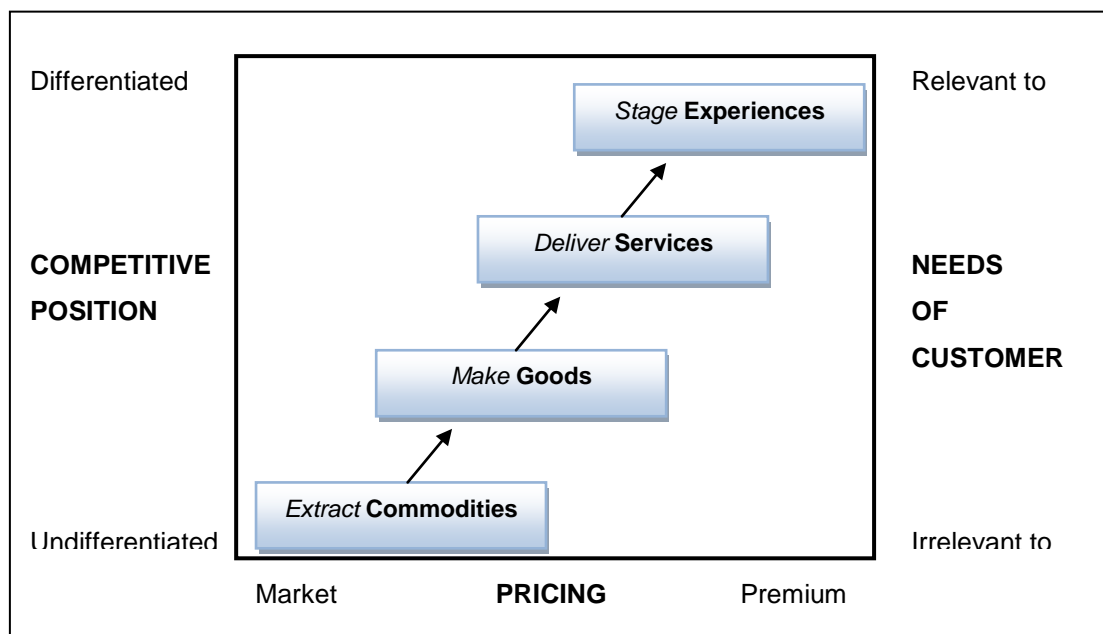 Differentiated
Relevant to
Stage Experiences
Deliver Services
COMPETITIVE
POSITION
NEEDS
OF
CUSTOMER
Make Goods
Extract Commodities
Undifferentiated
Irrelevant to
Market
PRICING
Premium